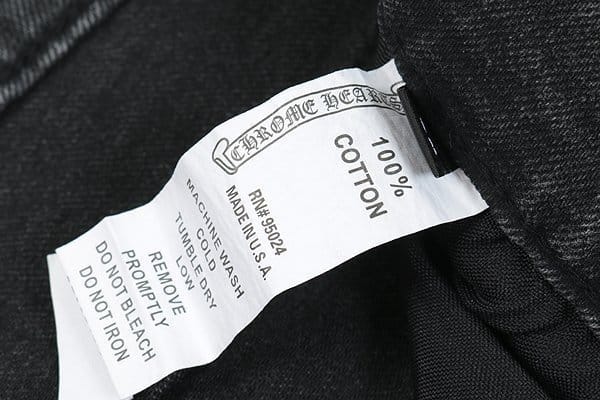 CHROME HEARTS
100%
COTTON
RN# 95024
MADE IN U.S.A.
MACHINE WASH
COLD
TUMBLE DRY
LOW
REMOVE
PROMPTLY
DO NOT BLEACH
DO NOT IRON